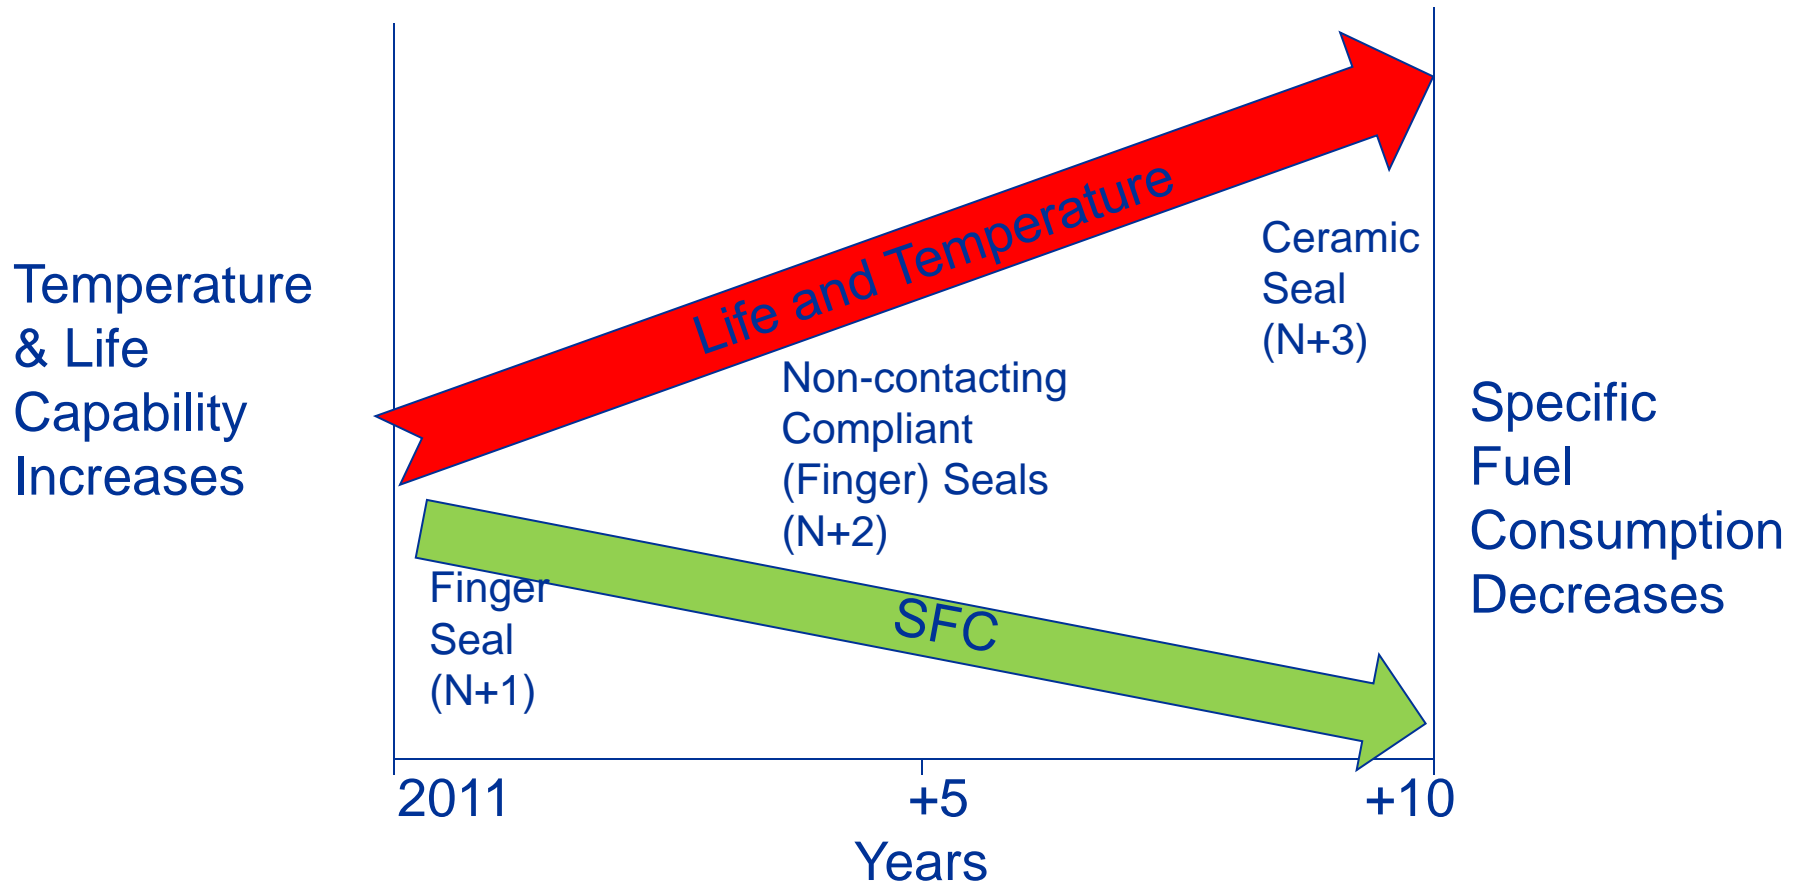 Temperature
& Life
Capability
Increases
Life and Temperature
Ceramic
Seal
(N+3)
Non-contacting
Compliant
(Finger) Seals
(N+2)
Finger
Seal
(N+1)
SFC
Specific
Fuel
Consumption
Decreases
2011
+5
+10
Years